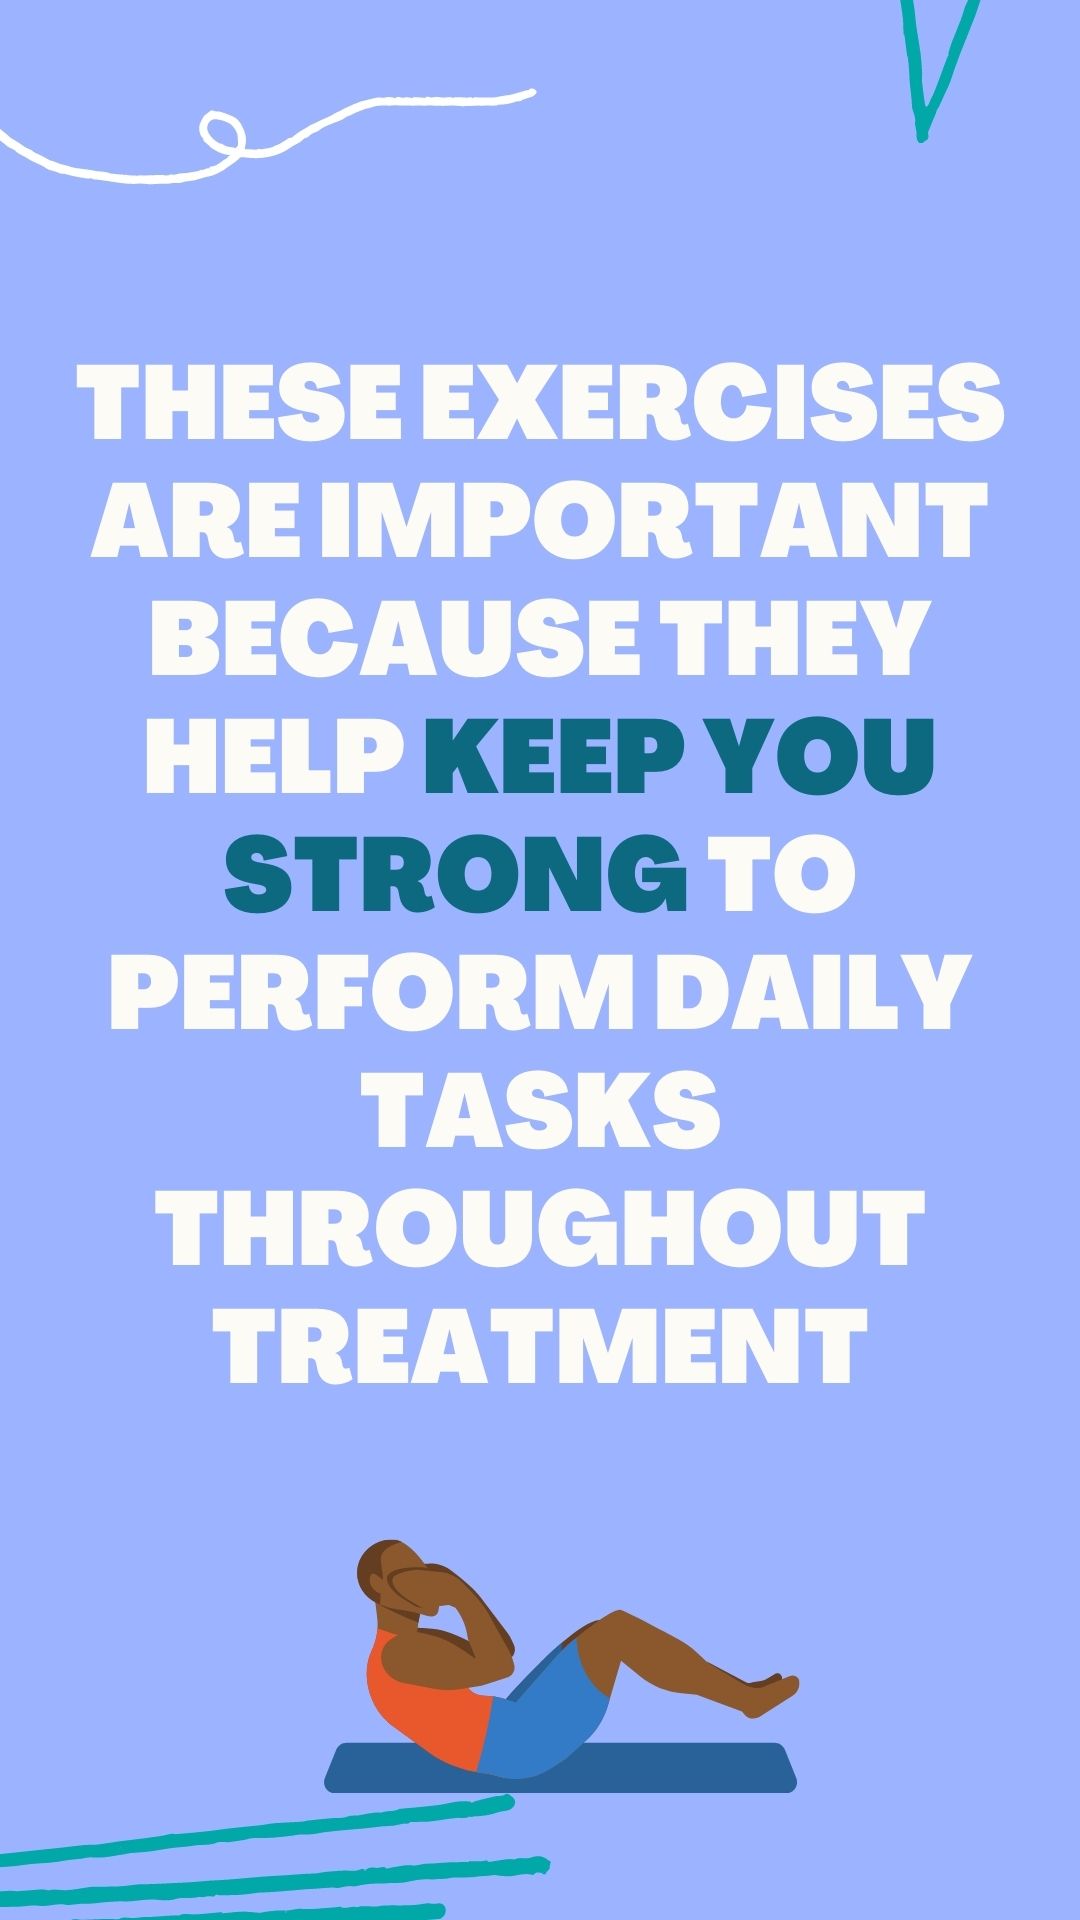 THESE EXERCISES
ARE IMPORTANT
BECAUSE THEY
HELP KEEP YOU
STRONG TO
PERFORM DAILY
TASKS
THROUGHOUT
TREATMENT